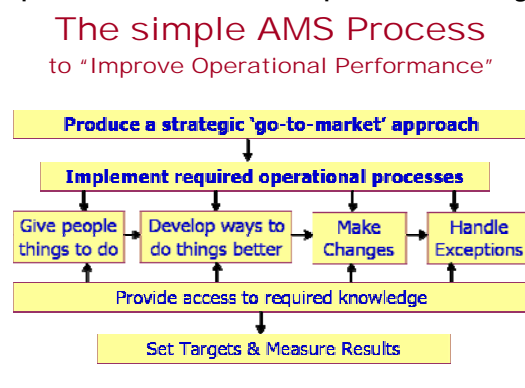 The simple AMS Process
to "Improve Operational Performance"
Produce a strategic 'go-to-market' approach
Implement required operational processes
Give people
things to do
Develop ways to
do things better
Make
Changes
Handle
Exceptions
Provide access to required knowledge
Set Targets & Measure Results